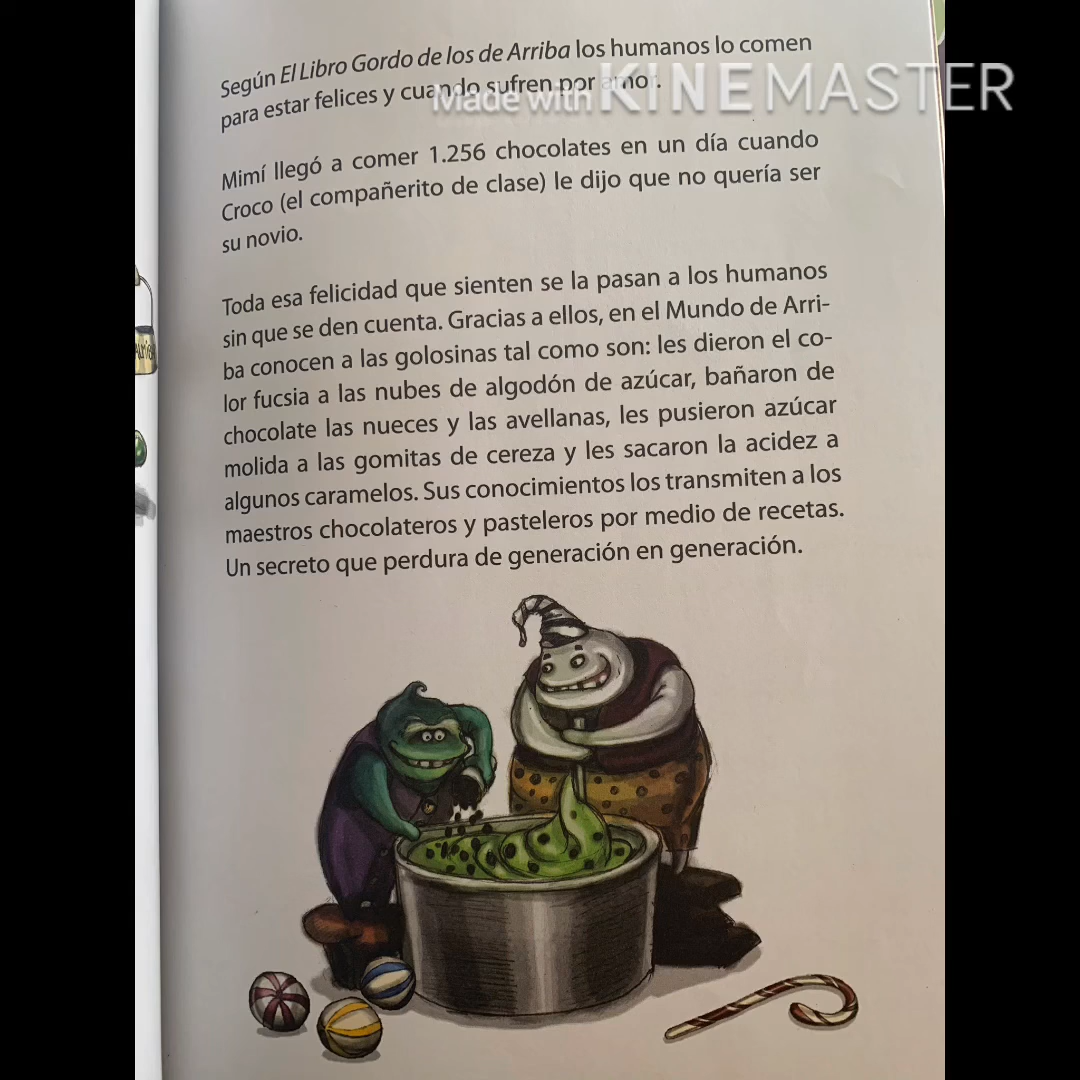 Según El Libro Gordo de los de Arriba los humanos lo comen
para estar felices y cuando sufren por amor.
Made with KINEMASTER
Mimí llegó a comer 1.256 chocolates en un día cuando
Croco (el compañerito de clase) le dijo que no quería ser
su novio.
Toda esa felicidad que sienten se la pasan a los humanos
sin que se den cuenta. Gracias a ellos, en el Mundo de Arri-
ba conocen a las golosinas tal como son: les dieron el co-
lor fucsia a las nubes de algodón de azúcar, bañaron de
chocolate las nueces y las avellanas, les pusieron azúcar
molida a las gomitas de cereza y les sacaron la acidez a
algunos caramelos. Sus conocimientos los transmiten a los
maestros chocolateros y pasteleros por medio de recetas.
Un secreto que perdura de generación en generación.